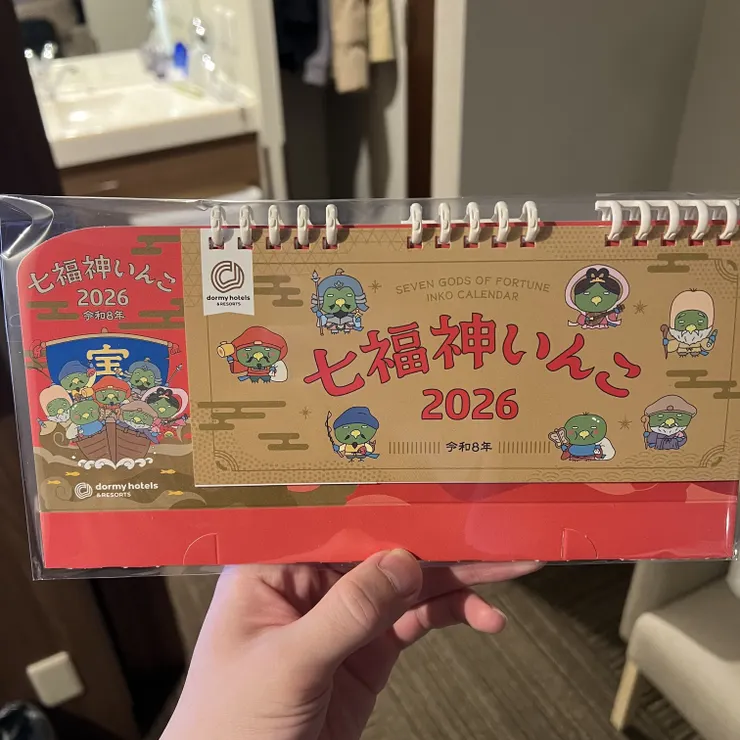 七福神いんこ
2026
令和8年
宝
dormy hotels
&RESORTS
dormy hotels
&RESORTS
SEVEN GODS OF FORTUNE
INKO CALENDAR
七福神いんこ
2026
令和8年